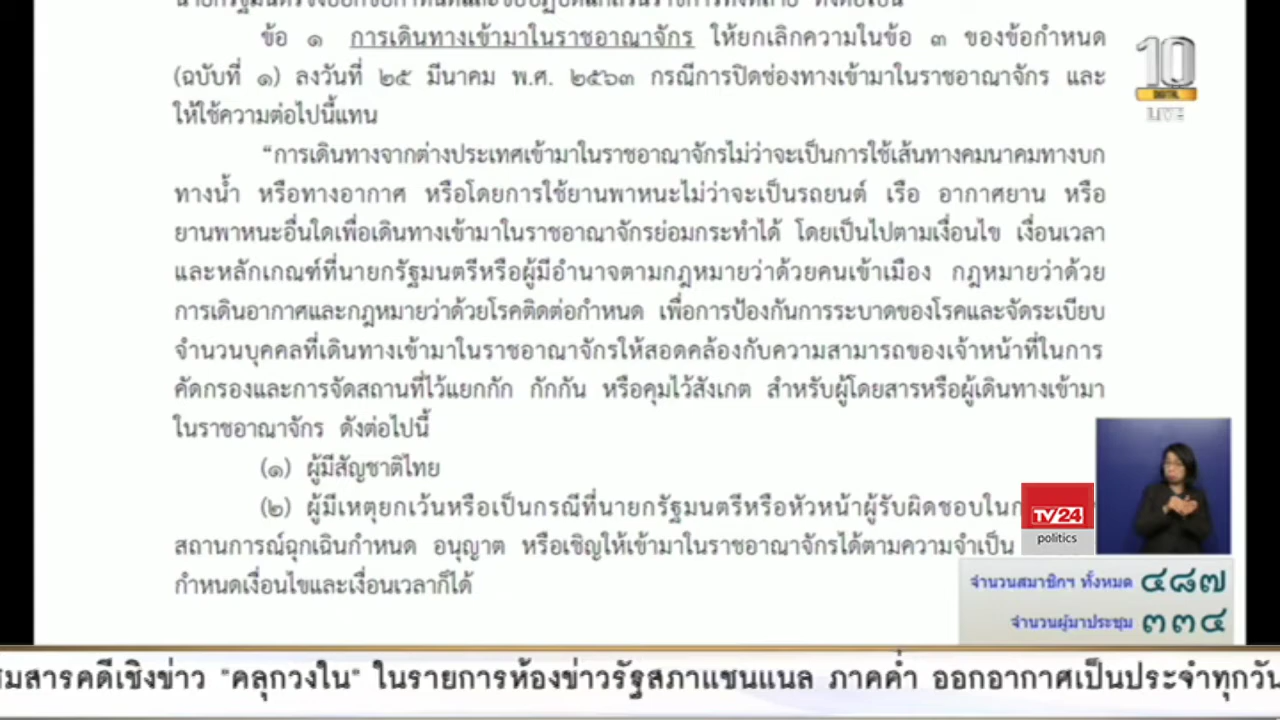 ข้อ ๑ การเดินทางเข้ามาในราชอาณาจักร ให้ยกเลิกความในข้อ ๓ ของข้อกำหนด
(ฉบับที่ ๑) ลงวันที่ ๒๕ มีนาคม พ.ศ. ๒๕๖๓ กรณีการปิดช่องทางเข้ามาในราชอาณาจักร และ
ให้ใช้ความต่อไปนี้แทน
“การเดินทางจากต่างประเทศเข้ามาในราชอาณาจักรไม่ว่าจะเป็นการใช้เส้นทางคมนาคมทางบก
ทางน้ำ หรือทางอากาศ หรือโดยการใช้ยานพาหนะไม่ว่าจะเป็นรถยนต์ เรือ อากาศยาน หรือ
ยานพาหนะอื่นใดเพื่อเดินทางเข้ามาในราชอาณาจักรย่อมกระทำได้ โดยเป็นไปตามเงื่อนไข เงื่อนเวลา
และหลักเกณฑ์ที่นายกรัฐมนตรีหรือผู้มีอำนาจตามกฎหมายว่าด้วยคนเข้าเมือง กฎหมายว่าด้วย
การเดินอากาศและกฎหมายว่าด้วยโรคติดต่อกำหนด เพื่อการป้องกันการระบาดของโรคและจัดระเบียบ
จำนวนบุคคลที่เดินทางเข้ามาในราชอาณาจักรให้สอดคล้องกับความสามารถของเจ้าหน้าที่ในการ
คัดกรองและการจัดสถานที่ไว้แยกกัก กักกัน หรือคุมไว้สังเกต สำหรับผู้โดยสารหรือผู้เดินทางเข้ามา
ในราชอาณาจักร ดังต่อไปนี้
(๑) ผู้มีสัญชาติไทย
(๒) ผู้มีเหตุยกเว้นหรือเป็นกรณีที่นายกรัฐมนตรีหรือหัวหน้าผู้รับผิดชอบใน
สถานการณ์ฉุกเฉินกำหนด อนุญาต หรือเชิญให้เข้ามาในราชอาณาจักรได้ตามความจำเป็น
กำหนดเงื่อนไขและเงื่อนเวลาก็ได้
10
DIGITAL
LIVE
TV24
politics
จำนวนสมาชิกฯ ทั้งหมด ๔๘๗
จำนวนผู้มาประชุม ๓๓๔
สมสารคดีเชิงข่าว "คลุกวงใน" ในรายการห้องข่าวรัฐสภาแชนแนล ภาคค่ำ ออกอากาศเป็นประจำทุกวัน